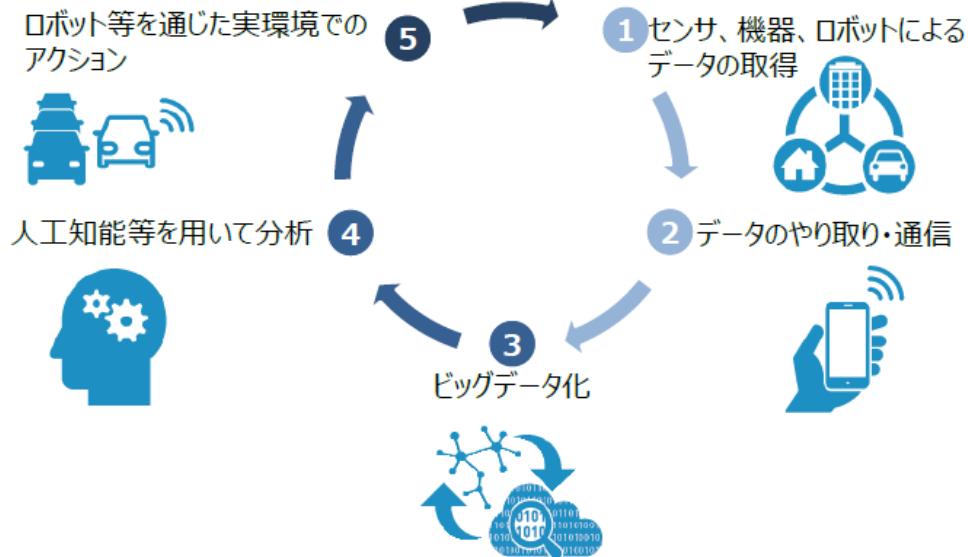 1 センサ、機器、ロボットによる
データの取得
2 データのやり取り・通信
3
ビッグデータ化
人工知能等を用いて分析 4
ロボット等を通じた実環境での
アクション 5